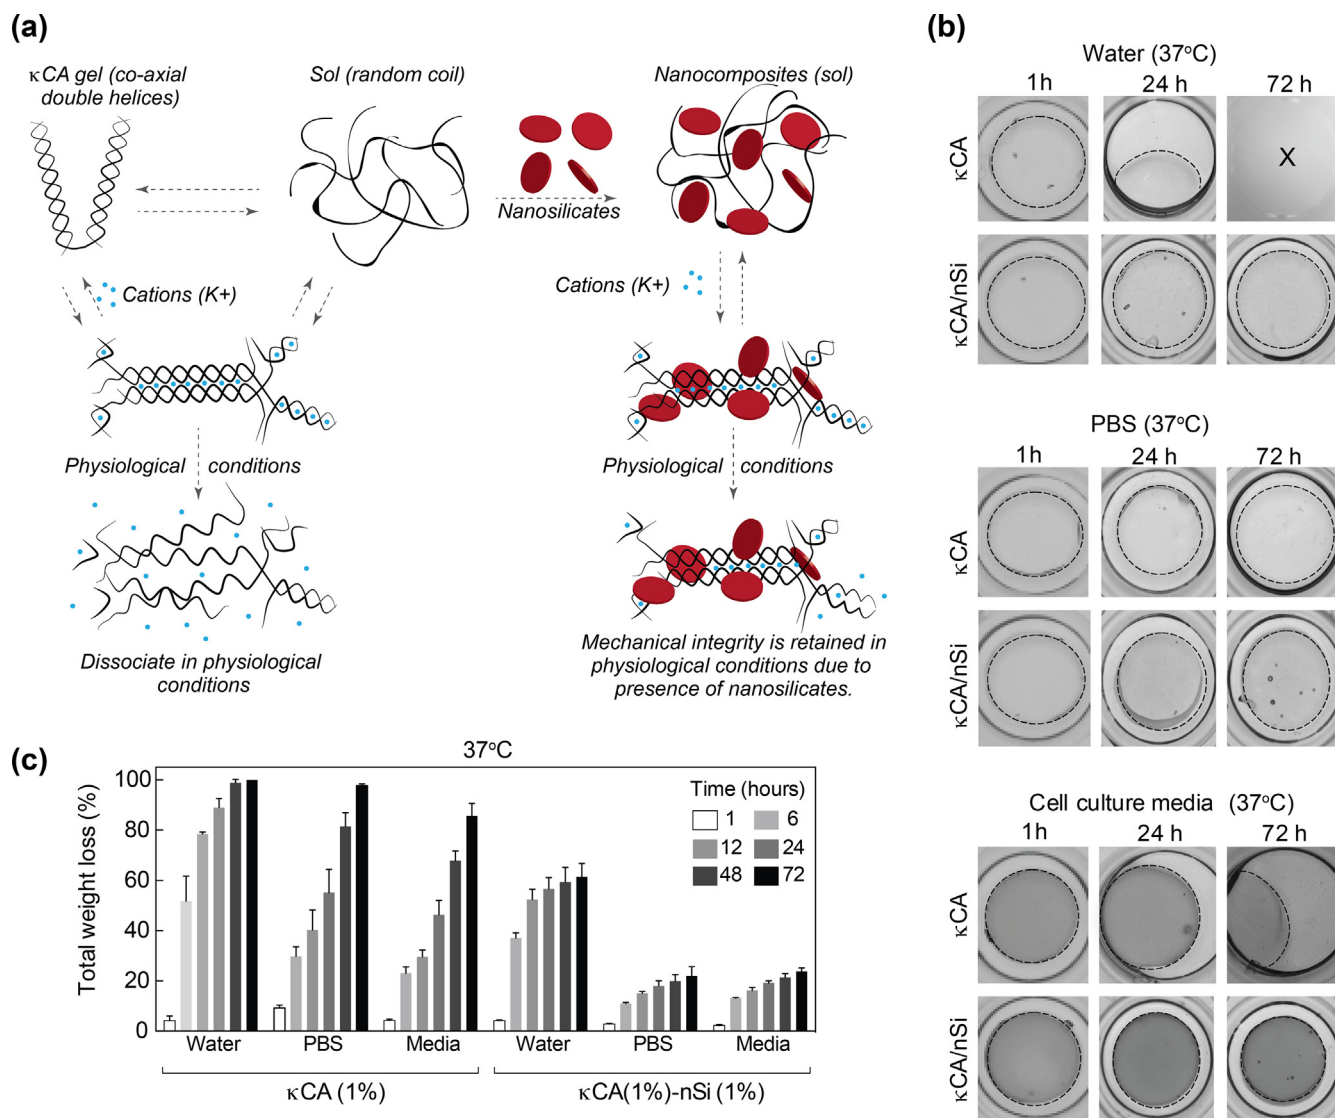 (a)
κCA gel (co-axial
double helices)
Sol (random coil)
Nanocomposites (sol)
Nanosilicates
Cations (K+)
Cations (K+)
Physiological conditions
Physiological conditions
Dissociate in physiological
conditions
Mechanical integrity is retained in
physiological conditions due to
presence of nanosilicates.
(b)
Water (37°C)
1h 24 h 72 h
κCA
X
κCA/nSi
PBS (37°C)
1h 24 h 72 h
κCA
κCA/nSi
Cell culture media (37°C)
1h 24 h 72 h
κCA
κCA/nSi
(c)
37°C
Total weight loss (%)
100
80
60
40
20
0
Time (hours)
1 6
12 24
48 72
Water PBS Media Water PBS Media
κCA (1%) κCA(1%)-nSi (1%)